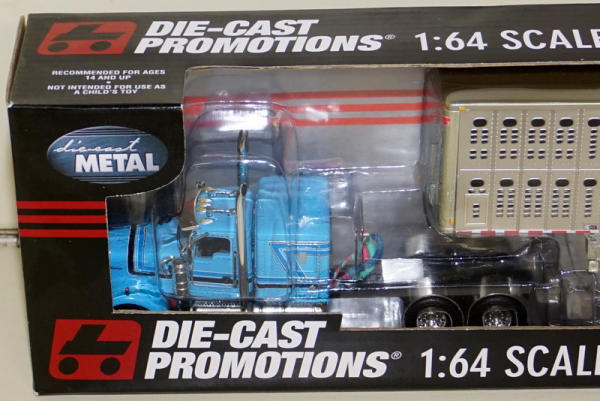 DIE-CAST
PROMOTIONS® 1:64 SCALE
RECOMMENDED FOR AGES
14 AND UP
•
NOT INTENDED FOR USE AS
A CHILD'S TOY
die-cast
METAL
DIE-CAST
PROMOTIONS® 1:64 SCALE